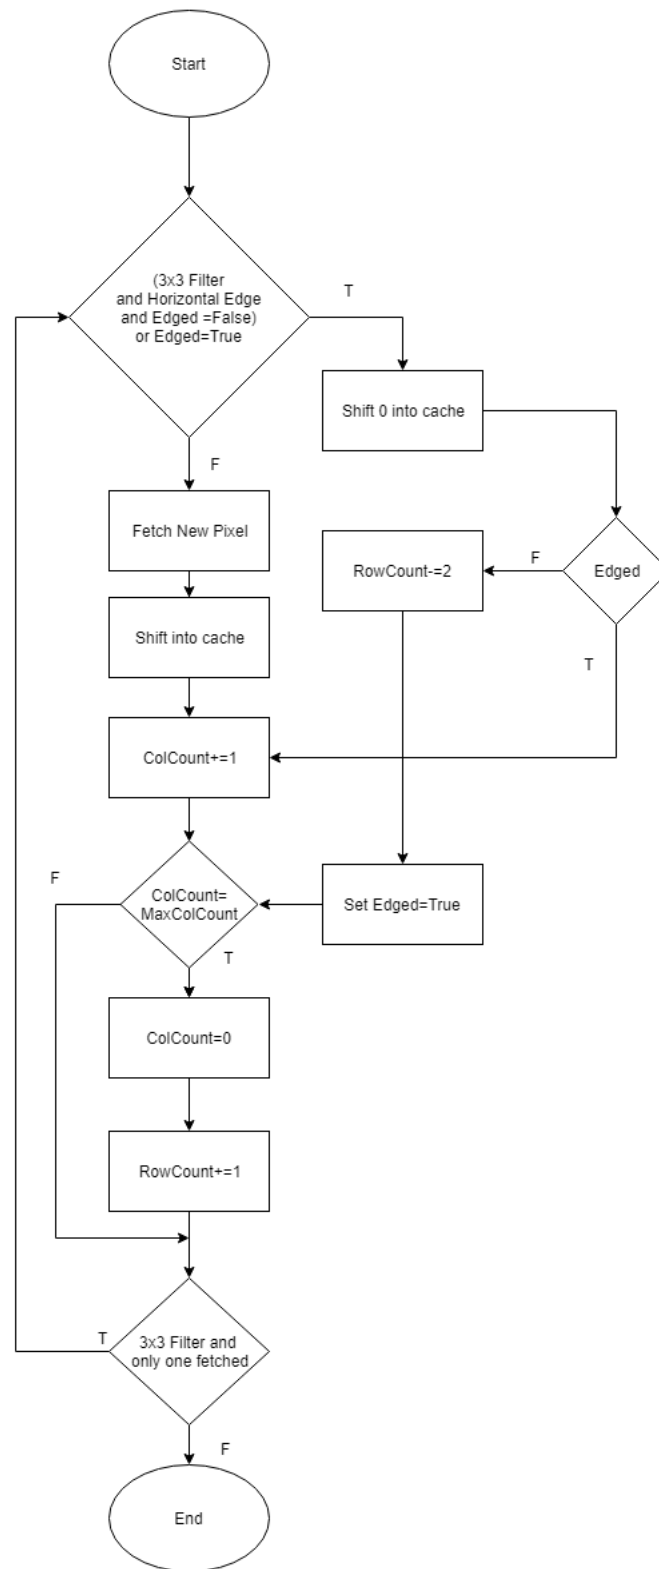 Start
(3x3 Filter
and Horizontal Edge
and Edged =False)
or Edged=True
T
Shift 0 into cache
F
Fetch New Pixel
RowCount-=2
F
Edged
Shift into cache
T
ColCount+=1
F
ColCount=
MaxColCount
Set Edged=True
T
ColCount=0
RowCount+=1
T
3x3 Filter and
only one fetched
F
End